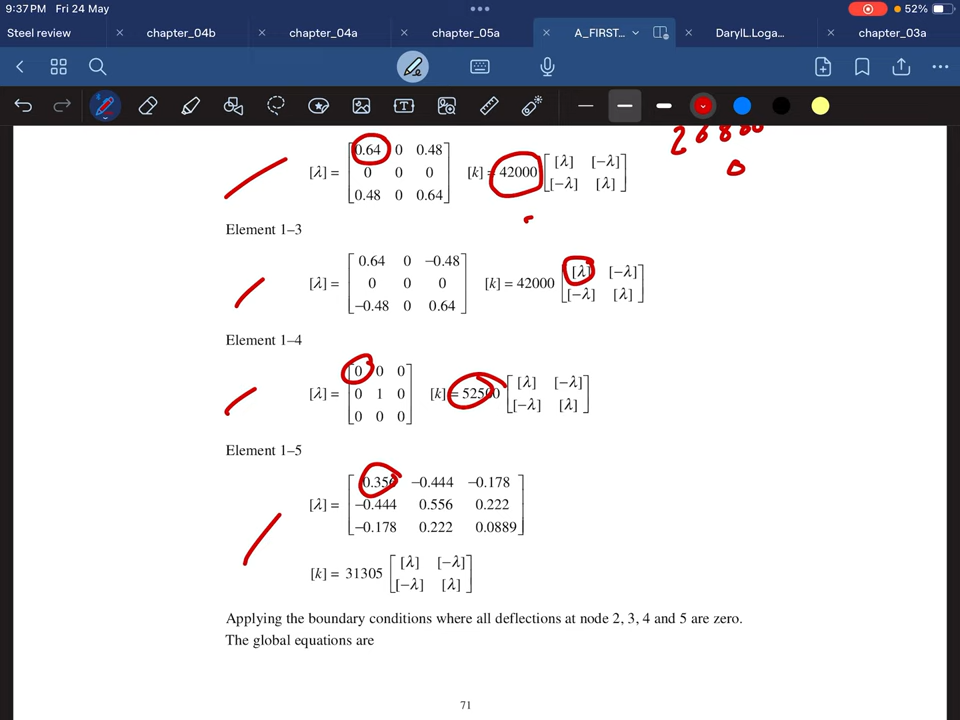 9:37PM Fri 24 May 52%
Steel review × chapter_04b × chapter_04a × chapter_05a × A_FIRST... × DarylL.Loga... × chapter_03a
26880
0
[λ] = [0.64 0 0.48 [k] = 42000 [[λ] [−λ]
0 0 0 [−λ] [λ]]
0.48 0 0.64]
Element 1–3
[λ] = [0.64 0 −0.48 [k] = 42000 [[λ] [−λ]
0 0 0 [−λ] [λ]]
−0.48 0 0.64]
Element 1–4
[λ] = [0 0 0 [k] = 52500 [[λ] [−λ]
0 1 0 [−λ] [λ]]
0 0 0]
Element 1–5
[λ] = [0.356 −0.444 −0.178
−0.444 0.556 0.222
−0.178 0.222 0.0889]
[k] = 31305 [[λ] [−λ]
[−λ] [λ]]
Applying the boundary conditions where all deflections at node 2, 3, 4 and 5 are zero.
The global equations are
71